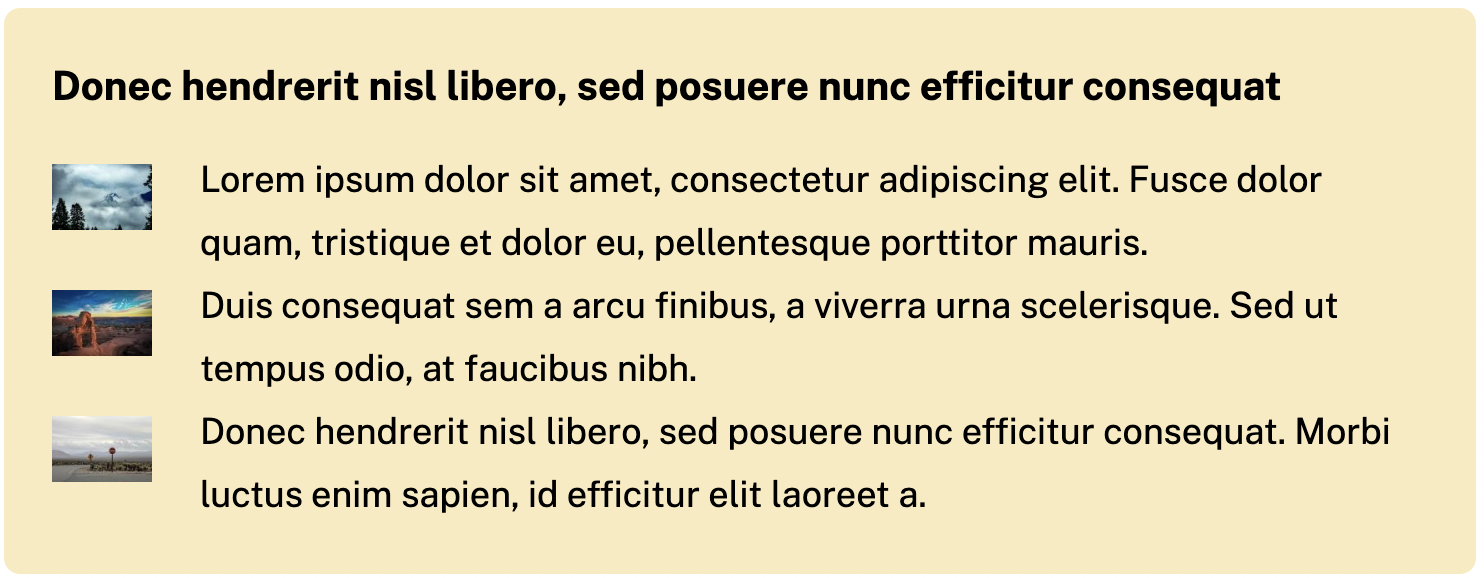 Donec hendrerit nisl libero, sed posuere nunc efficitur consequat
Lorem ipsum dolor sit amet, consectetur adipiscing elit. Fusce dolor
quam, tristique et dolor eu, pellentesque porttitor mauris.
Duis consequat sem a arcu finibus, a viverra urna scelerisque. Sed ut
tempus odio, at faucibus nibh.
Donec hendrerit nisl libero, sed posuere nunc efficitur consequat. Morbi
luctus enim sapien, id efficitur elit laoreet a.